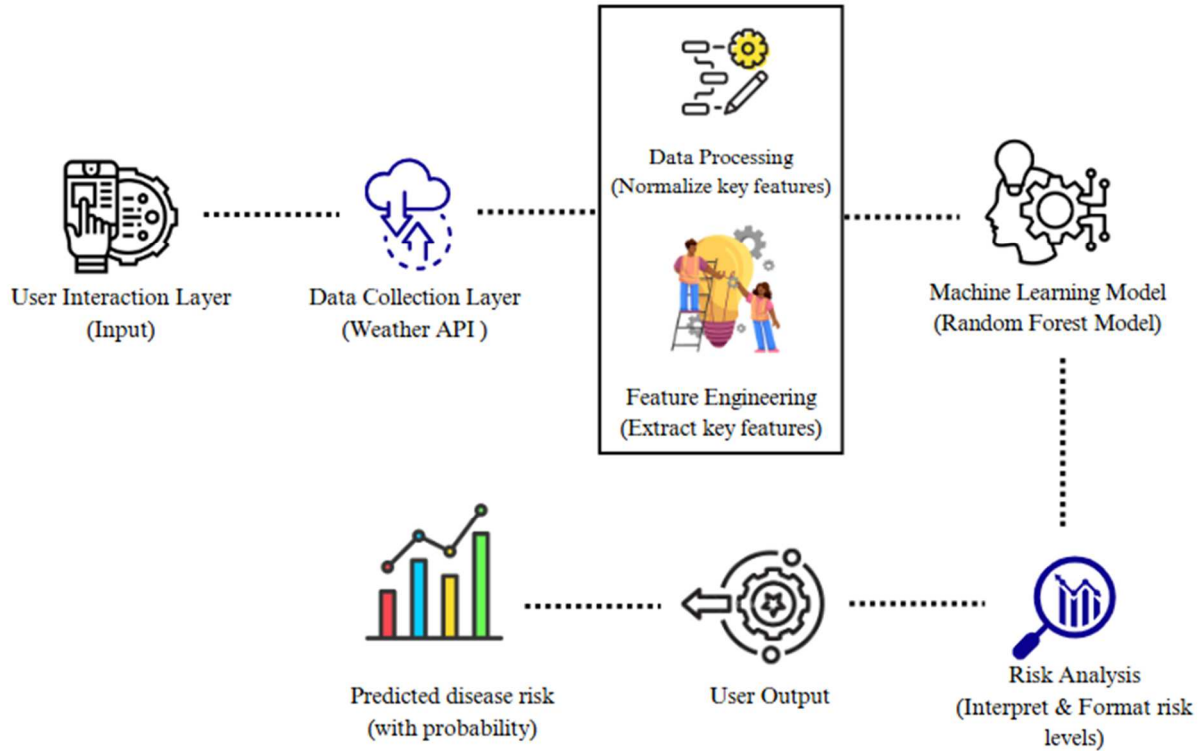 User Interaction Layer
(Input)
Data Collection Layer
(Weather API )
Data Processing
(Normalize key features)
Feature Engineering
(Extract key features)
Machine Learning Model
(Random Forest Model)
Risk Analysis
(Interpret & Format risk
levels)
User Output
Predicted disease risk
(with probability)